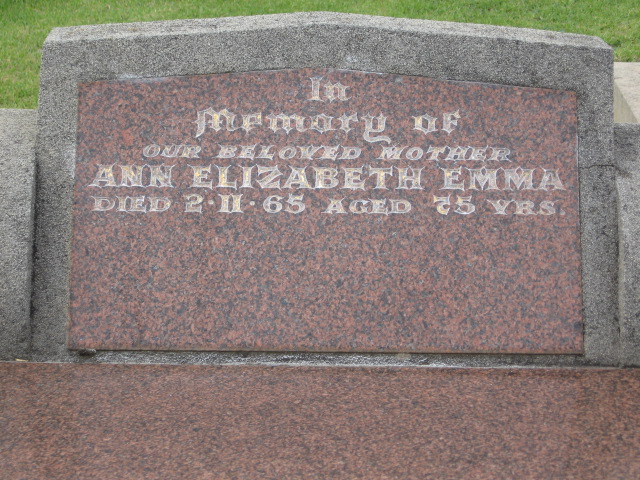 In
Memory of
OUR BELOVED MOTHER
ANN ELIZABETH EMMA
DIED 2·11·65 AGED 75 YRS.